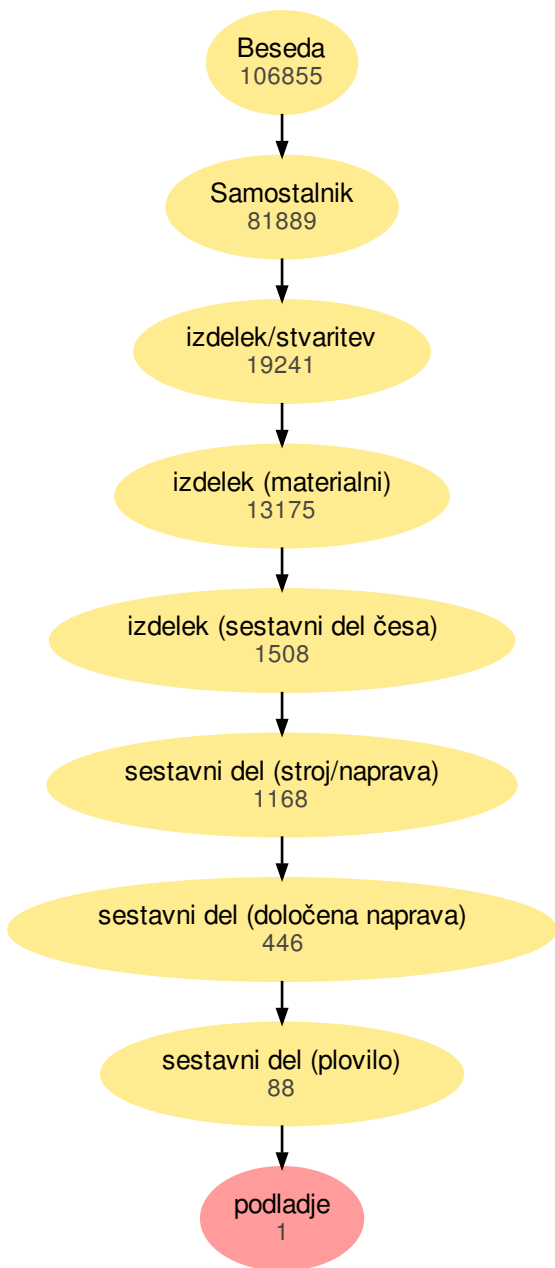 Beseda
106855
Samostalnik
81889
izdelek/stvaritev
19241
izdelek (materialni)
13175
izdelek (sestavni del česa)
1508
sestavni del (stroj/naprava)
1168
sestavni del (določena naprava)
446
sestavni del (plovilo)
88
podladje
1